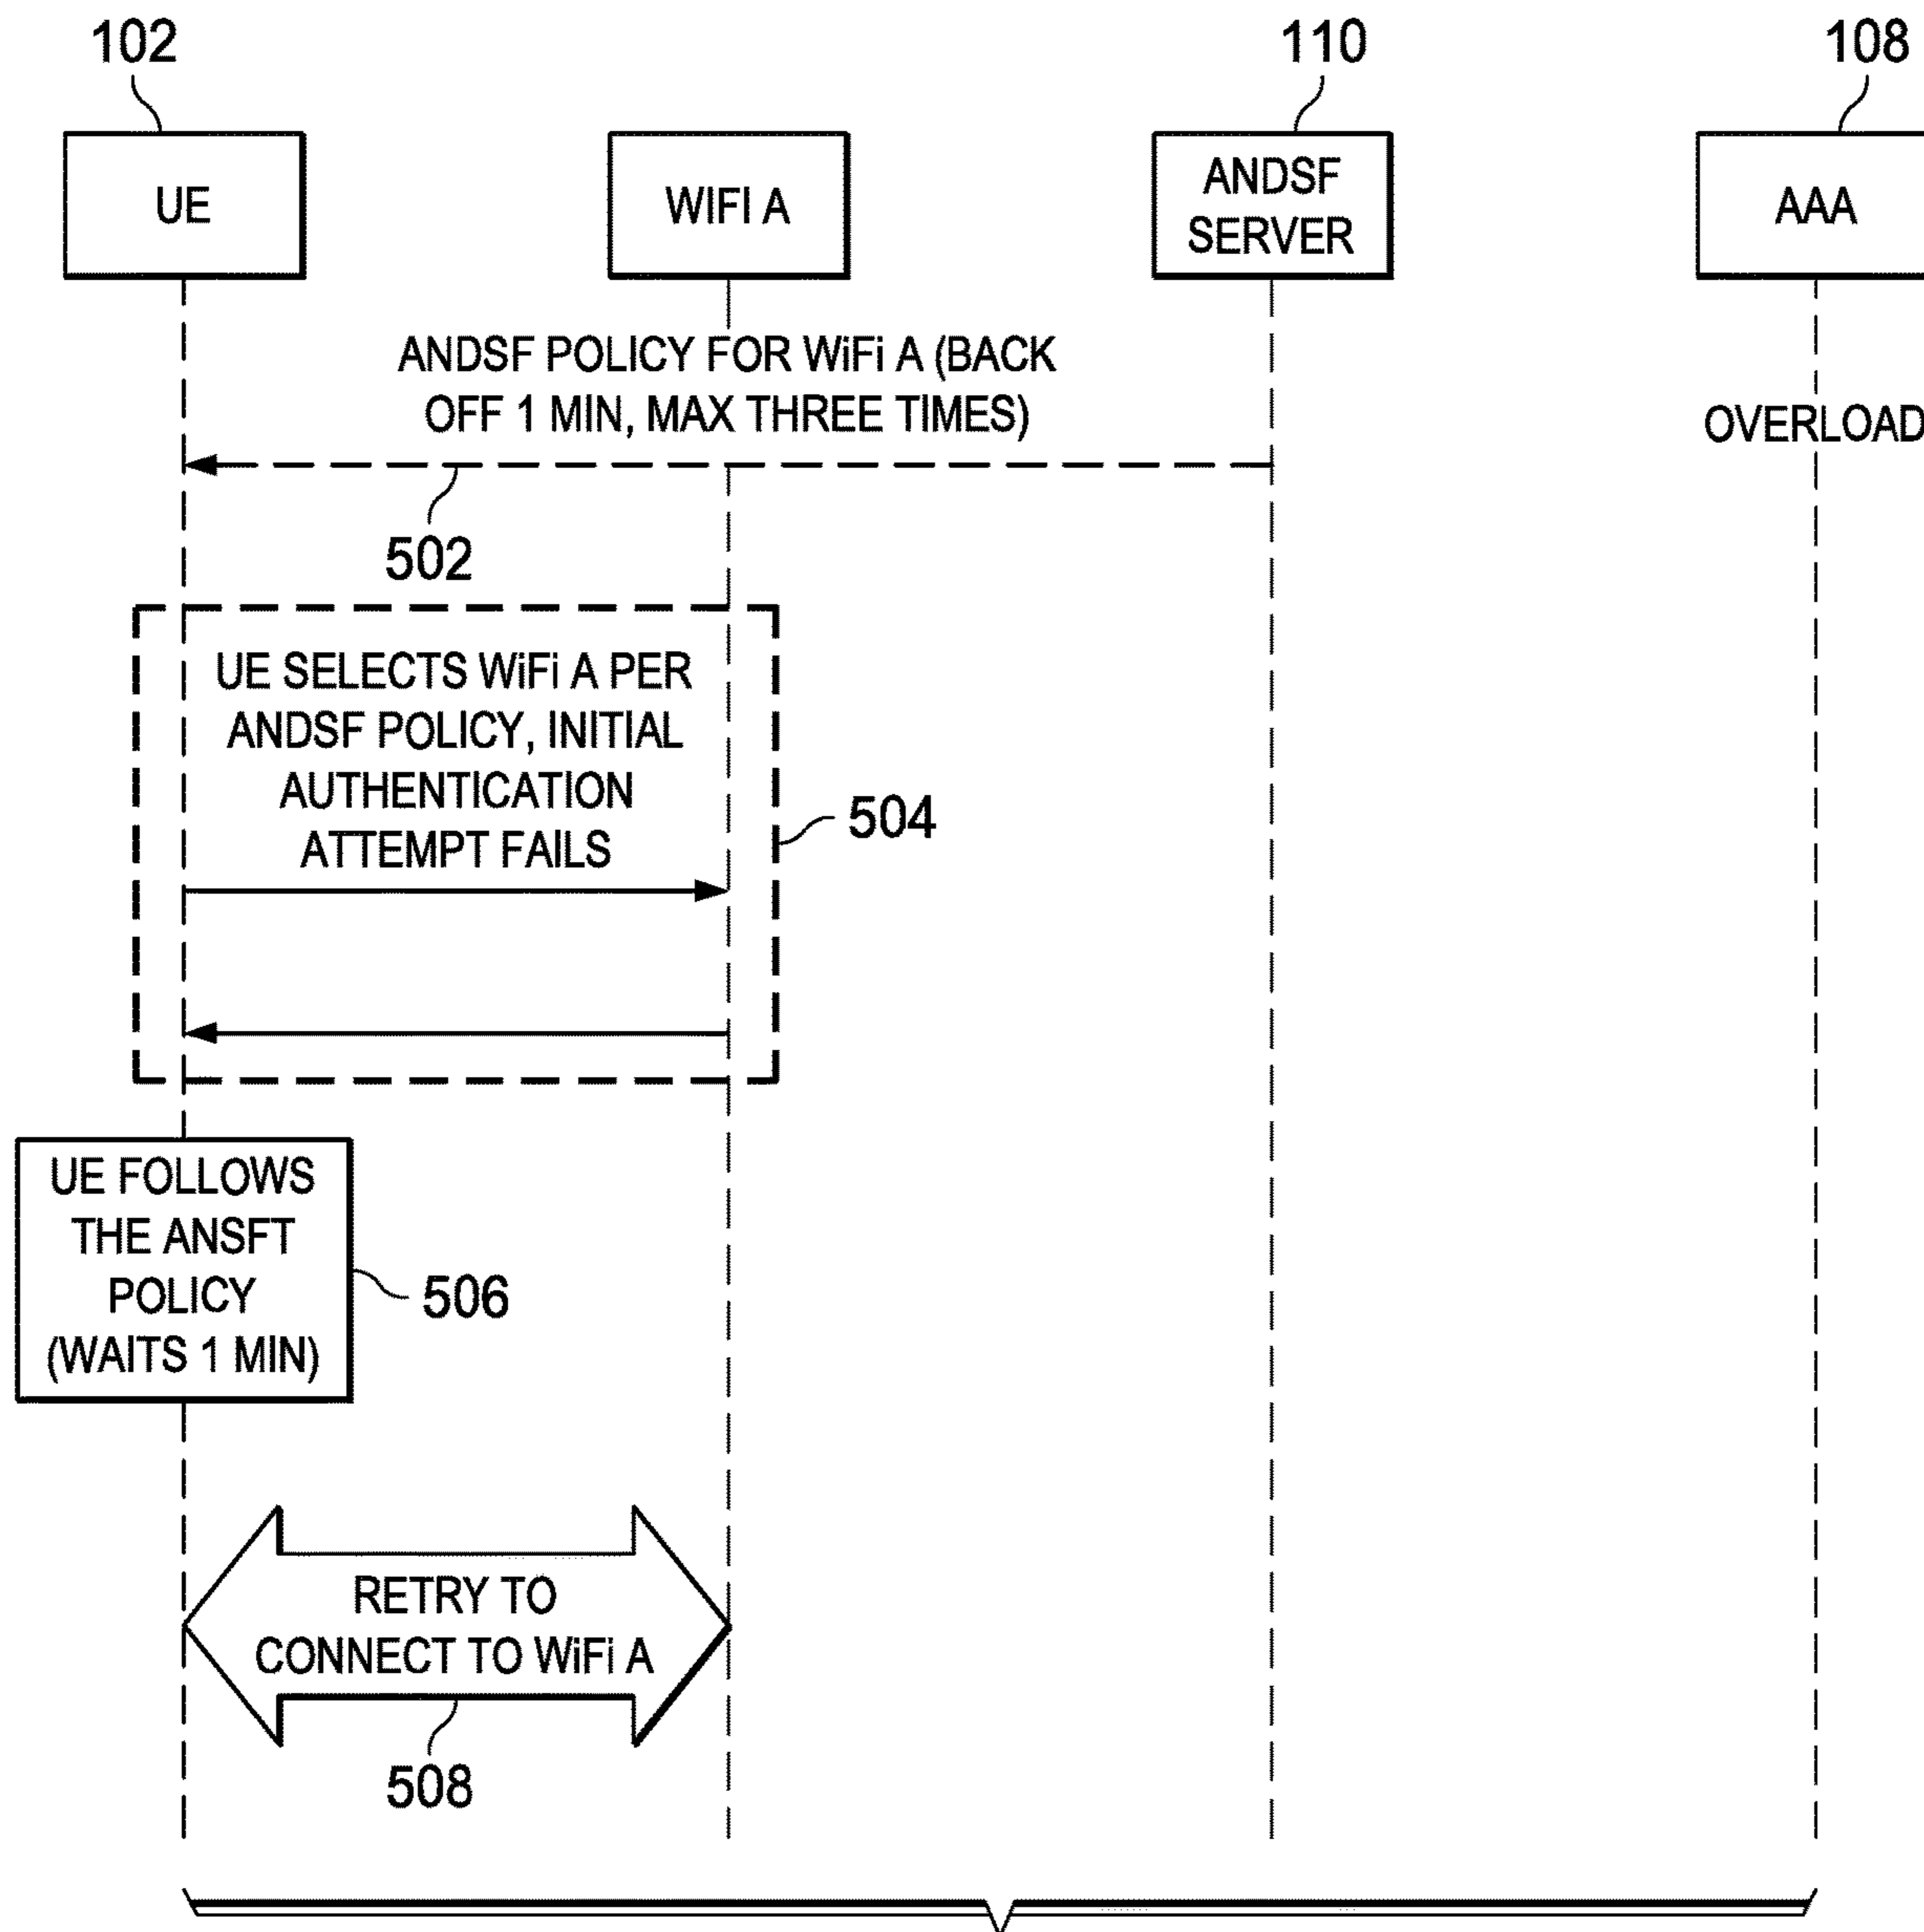 102
110
108
UE
WIFI A
ANDSF
SERVER
AAA
ANDSF POLICY FOR WiFi A (BACK
OFF 1 MIN, MAX THREE TIMES)
OVERLOAD
502
UE SELECTS WiFi A PER
ANDSF POLICY, INITIAL
AUTHENTICATION
ATTEMPT FAILS
504
UE FOLLOWS
THE ANSFT
POLICY
(WAITS 1 MIN)
506
RETRY TO
CONNECT TO WiFi A
508